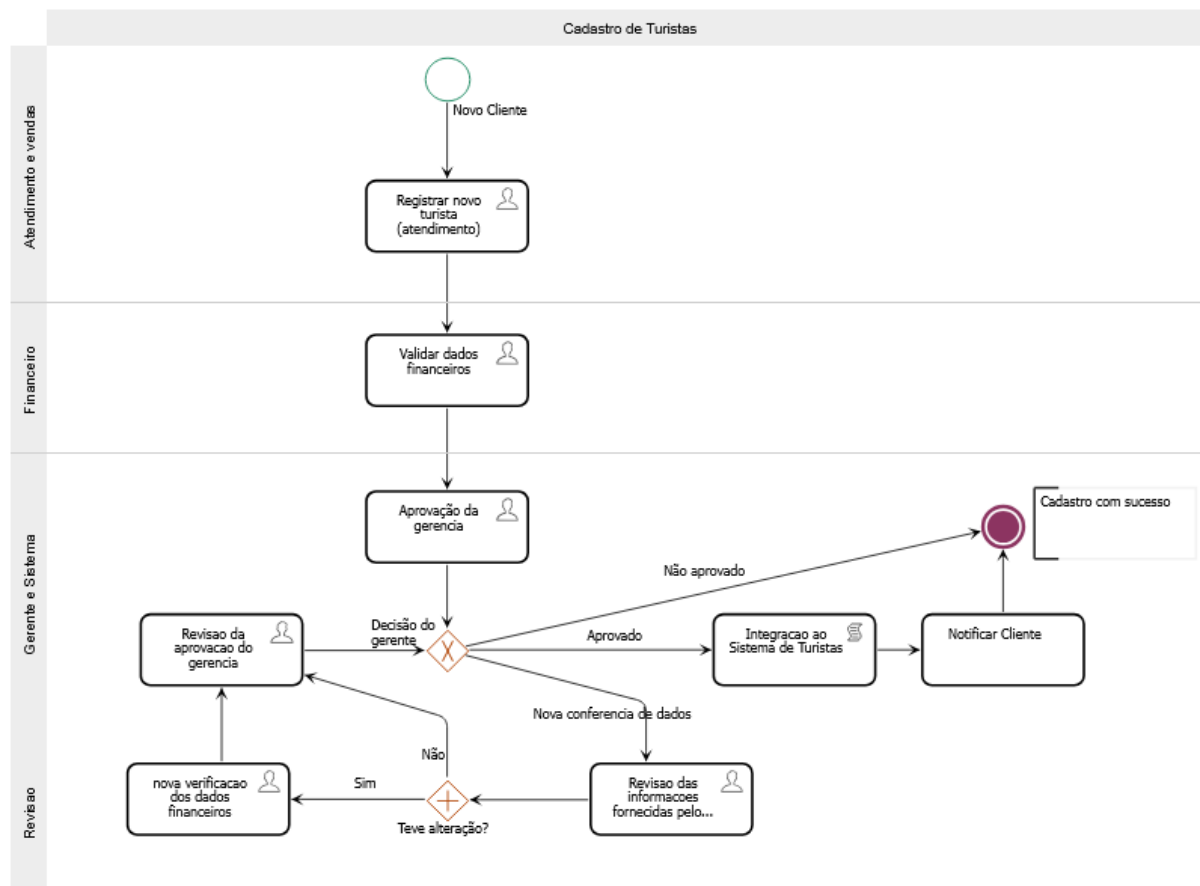 Cadastro de Turistas
Atendimento e vendas
Novo Cliente
Registrar novo
turista
(atendimento)
Financeiro
Validar dados
financeiros
Gerente e Sistema
Aprovação da
gerencia
Cadastro com sucesso
Não aprovado
Decisão do
gerente
Aprovado
Revisao da
aprovacao do
gerencia
Integracao ao
Sistema de Turistas
Notificar Cliente
Nova conferencia de dados
Não
Revisao
nova verificacao
dos dados
financeiros
Sim
Teve alteração?
Revisao das
informacoes
fornecidas pelo...